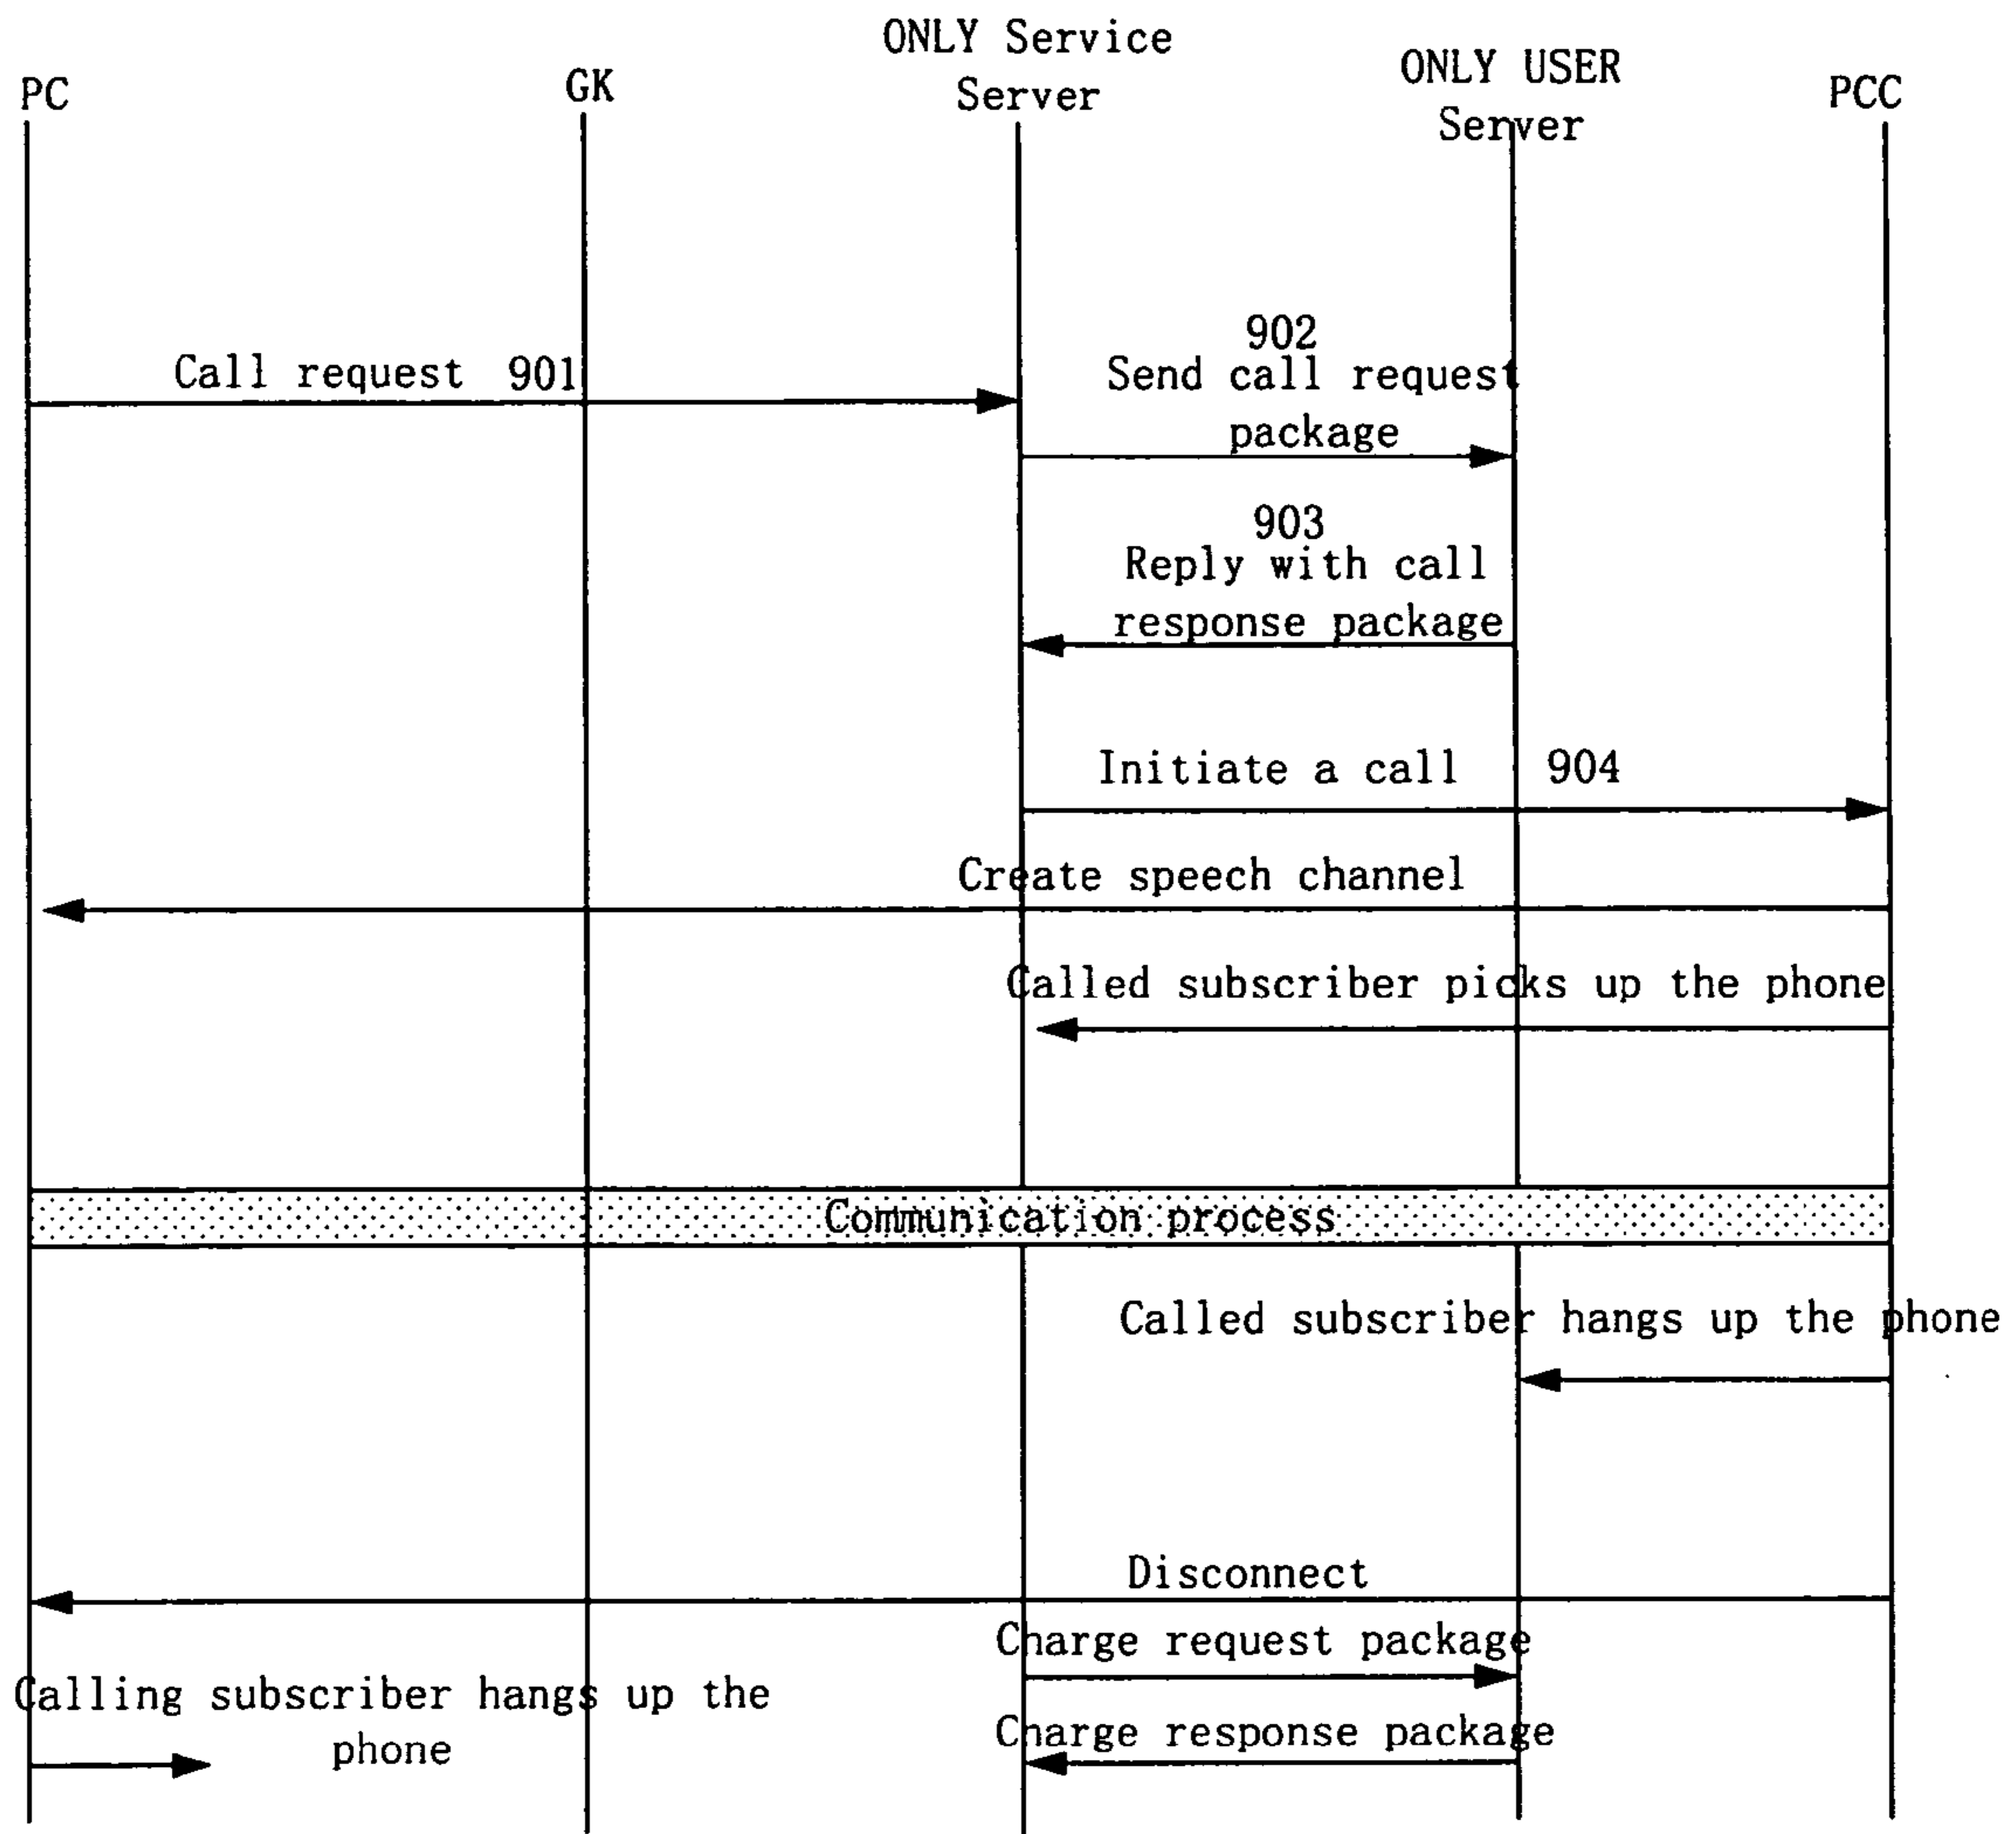 ONLY Service
Server
ONLY USER
Server
PC
GK
PCC
Call request 901
902
Send call request
package
903
Reply with call
response package
Initiate a call 904
Create speech channel
Called subscriber picks up the phone
Communication process
Called subscriber hangs up the phone
Disconnect
Charge request package
Calling subscriber hangs up the
phone
Charge response package